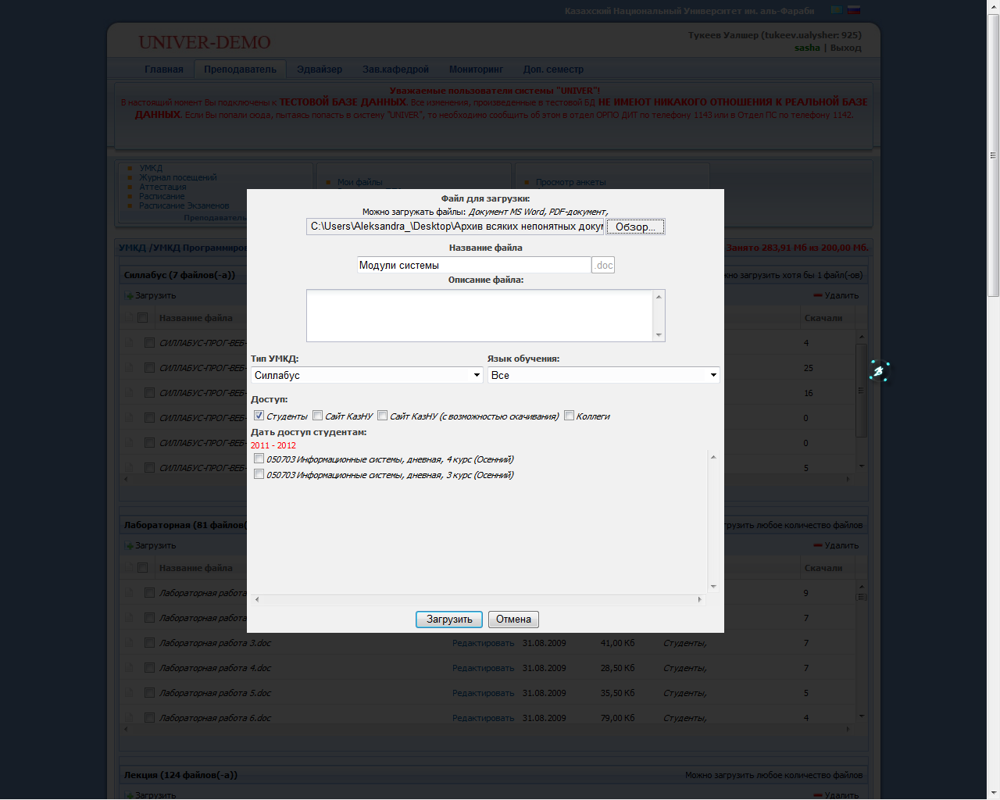 Казахский Национальный Университет им. аль-Фараби
UNIVER-DEMO
Тукеев Уалшер (tukeev.ualysher: 925)
sasha | Выход
Главная Преподаватель Эдвайзер Зав.кафедрой Мониторинг Доп. семестр
Уважаемые пользователи системы "UNIVER"!
В настоящий момент Вы подключены к ТЕСТОВОЙ БАЗЕ ДАННЫХ. Все изменения, произведенные в тестовой БД НЕ ИМЕЮТ НИКАКОГО ОТНОШЕНИЯ К РЕАЛЬНОЙ БАЗЕ
ДАННЫХ. Если Вы попали сюда, пытаясь попасть в систему "UNIVER", то необходимо сообщить об этом в отдел ОРПО ДИТ по телефону 1143 или в Отдел ПС по телефону 1142.
УМКД
Журнал посещений
Аттестация
Расписание
Расписание Экзаменов
Преподаватель
Мои файлы
Просмотр анкеты
Файл для загрузки:
Можно загружать файлы: Документ MS Word, PDF-документ,
C:\Users\Aleksandra_\Desktop\Архив всяких непонятных доку Обзор...
Название файла
Модули системы .doc
Описание файла:
Тип УМКД: Язык обучения:
Силлабус Все
Доступ:
Студенты Сайт КазНУ Сайт КазНУ (с возможностью скачивания) Коллеги
Дать доступ студентам:
2011 - 2012
050703 Информационные системы, дневная, 4 курс (Осенний)
050703 Информационные системы, дневная, 3 курс (Осенний)
Загрузить Отмена
УМКД /УМКД Программиров Занято 283,91 Мб из 200,00 Мб.
Силлабус (7 файлов(-а)) жно загрузить хотя бы 1 файл(-ов)
Загрузить Удалить
Название файла Скачали
СИЛЛАБУС-ПРОГ-ВЕБ- 4
СИЛЛАБУС-ПРОГ-ВЕБ- 25
СИЛЛАБУС-ПРОГ-ВЕБ- 16
СИЛЛАБУС-ПРОГ-ВЕБ- 0
СИЛЛАБУС-ПРОГ-ВЕБ- 0
СИЛЛАБУС-ПРОГ-ВЕБ- 5
Лабораторная (81 файлов( грузить любое количество файлов
Загрузить Удалить
Название файла Скачали
Лабораторная работа 9
Лабораторная работа 7
Лабораторная работа 3.doc Редактировать 31.08.2009 41,00 Кб Студенты, 7
Лабораторная работа 4.doc Редактировать 31.08.2009 28,50 Кб Студенты, 7
Лабораторная работа 5.doc Редактировать 31.08.2009 35,50 Кб Студенты, 5
Лабораторная работа 6.doc Редактировать 31.08.2009 79,00 Кб Студенты, 4
Лекция (124 файлов(-а)) Можно загрузить любое количество файлов
Загрузить Удалить